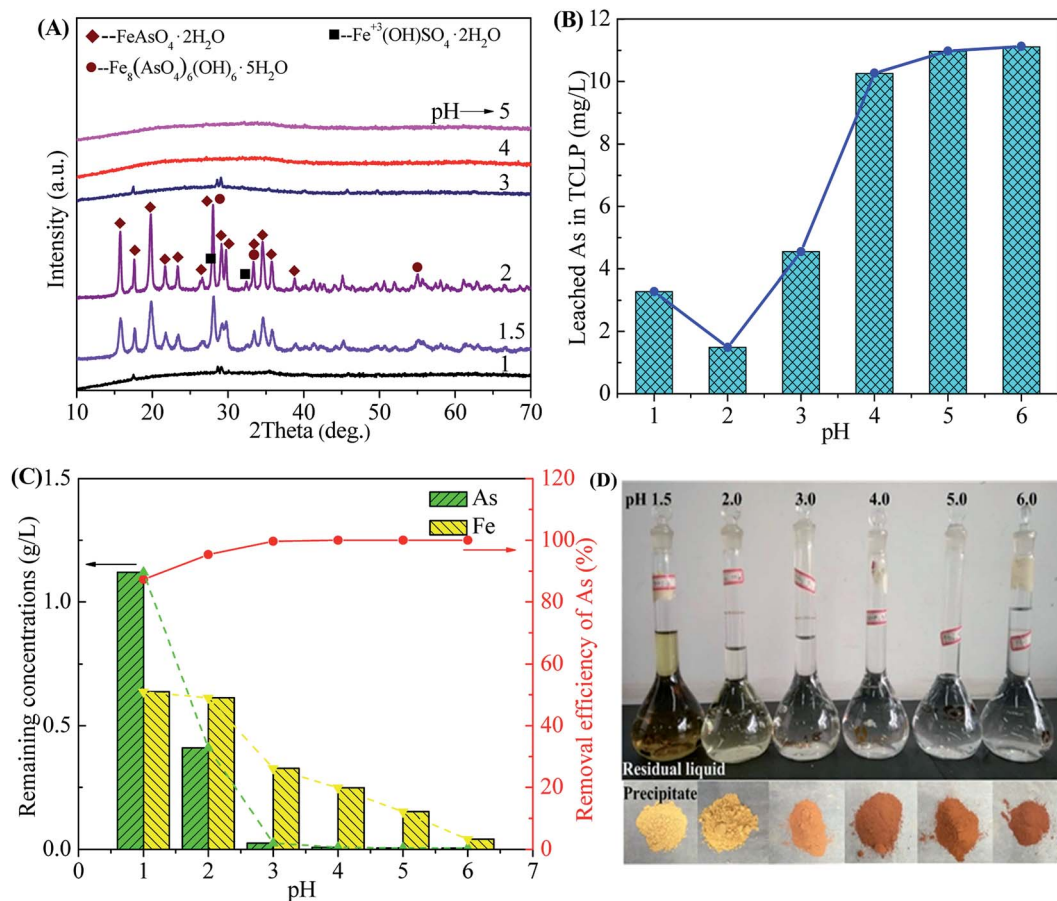 (A)
◆--FeAsO₄·2H₂O
■--Fe⁺³(OH)SO₄·2H₂O
●--Fe₈(AsO₄)₆(OH)₆·5H₂O
pH→5
4
3
2
1.5
1
Intensity (a.u.)
10 20 30 40 50 60 70
2Theta (deg.)
(B)
12
10
8
6
4
2
0
Leached As in TCLP (mg/L)
1 2 3 4 5 6
pH
(C)
1.5
1.0
0.5
0.0
Remaining concentrations (g/L)
As
Fe
120
100
80
60
40
20
0
Removal efficiency of As (%)
0 1 2 3 4 5 6 7
pH
(D)
pH 1.5 2.0 3.0 4.0 5.0 6.0
Residual liquid
Precipitate